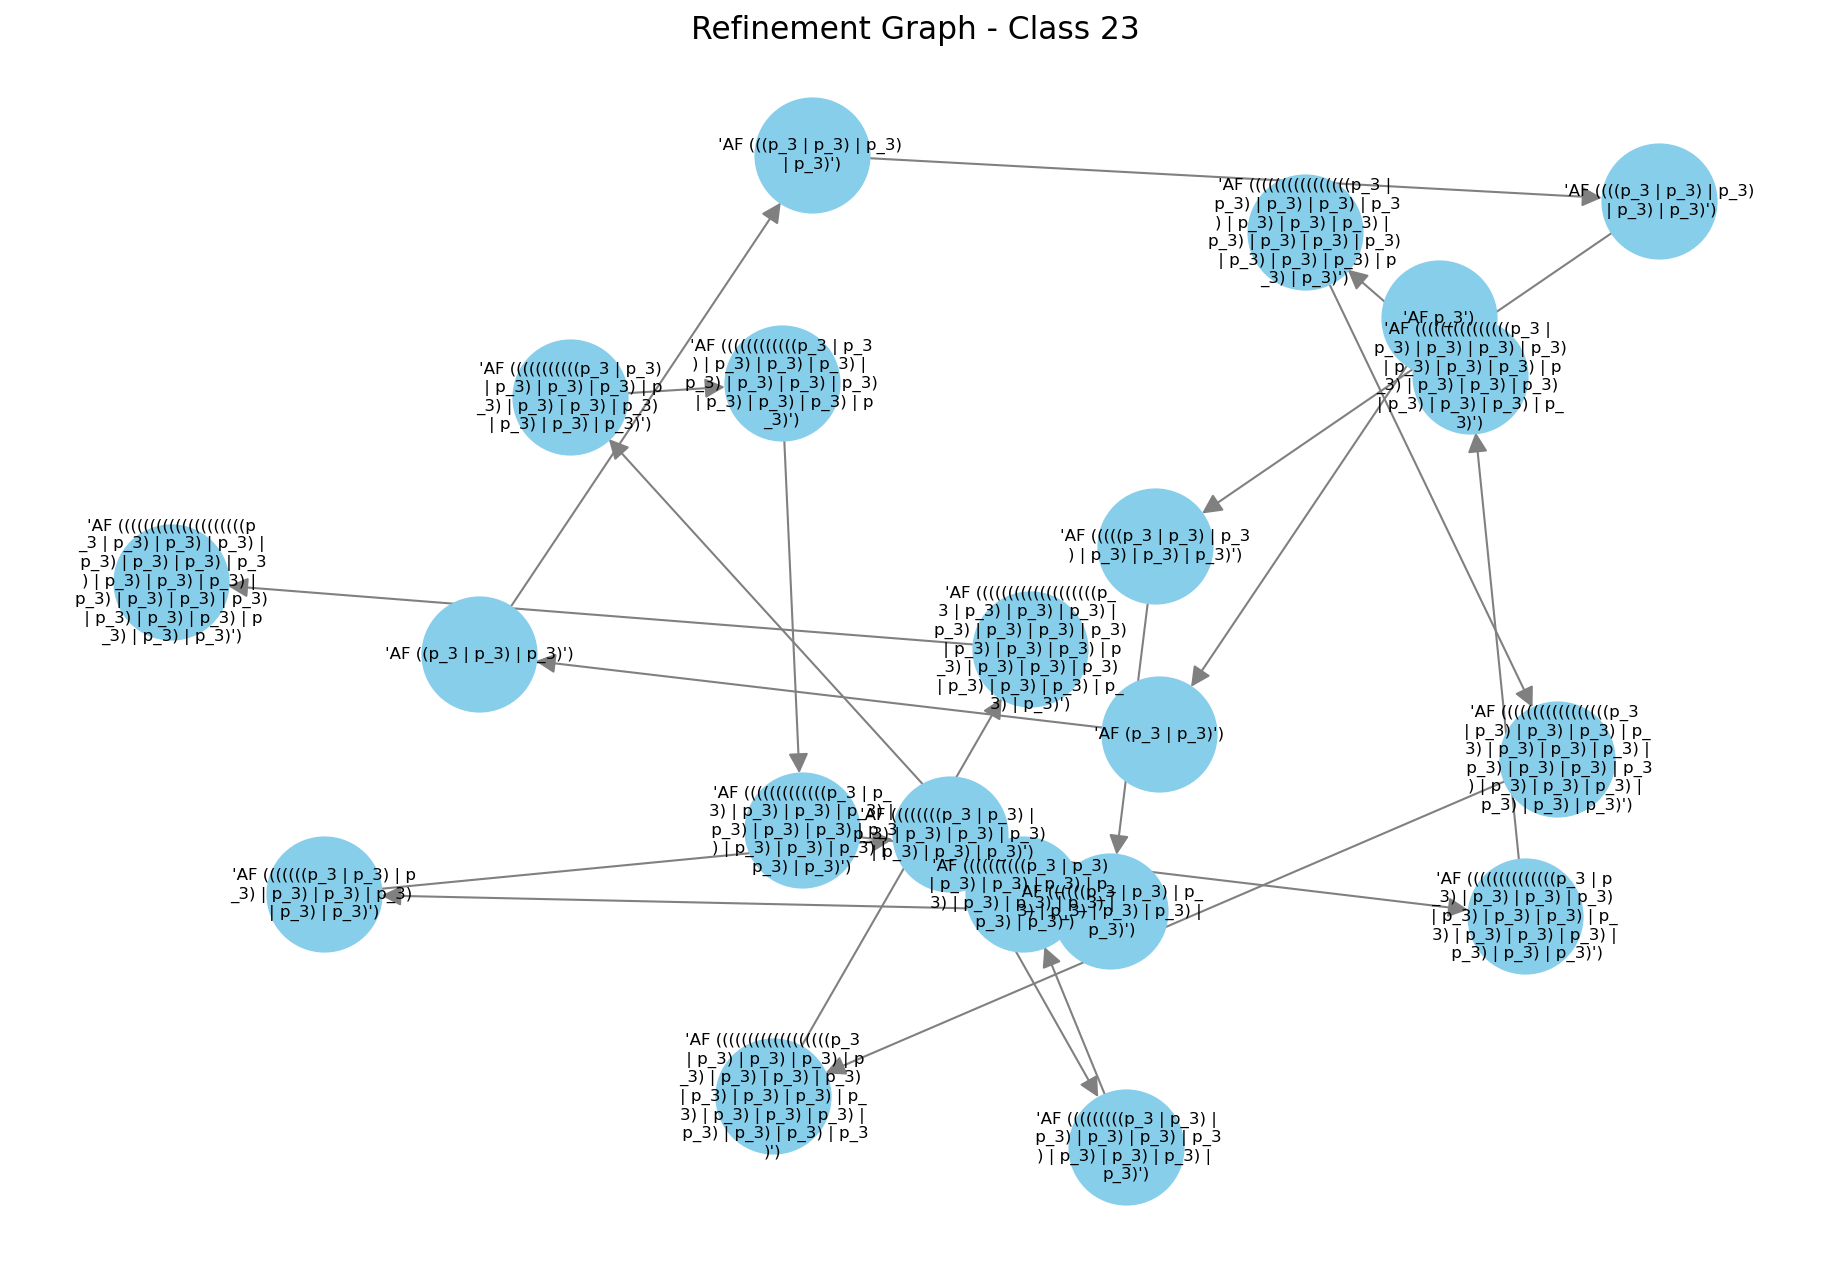 Refinement Graph - Class 23
'AF (((p_3 | p_3) | p_3)
| p_3)')
'AF ((((p_3 | p_3) | p_3)
| p_3) | p_3)')
'AF ((((((((((((((((p_3 |
p_3) | p_3) | p_3) | p_3
) | p_3) | p_3) | p_3) |
p_3) | p_3) | p_3) | p_3)
| p_3) | p_3) | p_3) | p
_3) | p_3)')
'AF p_3')
'AF (((((((((((((((p_3 |
p_3) | p_3) | p_3) | p_3)
| p_3) | p_3) | p_3) | p
_3) | p_3) | p_3) | p_3)
| p_3) | p_3) | p_3) | p_
3)')
'AF ((((((((((((p_3 | p_3
) | p_3) | p_3) | p_3) |
p_3) | p_3) | p_3) | p_3)
| p_3) | p_3) | p_3) | p
_3)')
'AF (((((((((((p_3 | p_3)
| p_3) | p_3) | p_3) | p
_3) | p_3) | p_3) | p_3)
| p_3) | p_3) | p_3)')
'AF (((((p_3 | p_3) | p_3
) | p_3) | p_3) | p_3)')
'AF ((((((((((((((((((((p
_3 | p_3) | p_3) | p_3) |
p_3) | p_3) | p_3) | p_3
) | p_3) | p_3) | p_3) |
p_3) | p_3) | p_3) | p_3)
| p_3) | p_3) | p_3) | p
_3) | p_3) | p_3)')
'AF (((((((((((((((((((p_
3 | p_3) | p_3) | p_3) |
p_3) | p_3) | p_3) | p_3)
| p_3) | p_3) | p_3) | p
_3) | p_3) | p_3) | p_3)
| p_3) | p_3) | p_3) | p_
3) | p_3)')
'AF ((p_3 | p_3) | p_3)')
'AF (p_3 | p_3)')
'AF (((((((((((((((((p_3
| p_3) | p_3) | p_3) | p_
3) | p_3) | p_3) | p_3) |
p_3) | p_3) | p_3) | p_3
) | p_3) | p_3) | p_3) |
p_3) | p_3) | p_3)')
'AF (((((((((((((p_3 | p_
3) | p_3) | p_3) | p_3) |
p_3) | p_3) | p_3) | p_3
) | p_3) | p_3) | p_3) |
p_3) | p_3)')
'AF ((((((((p_3 | p_3) |
p_3) | p_3) | p_3) | p_3)
| p_3) | p_3) | p_3)')
'AF (((((((p_3 | p_3) | p
_3) | p_3) | p_3) | p_3)
| p_3) | p_3)')
'AF ((((((((((p_3 | p_3)
| p_3) | p_3) | p_3) | p_
3) | p_3) | p_3) | p_3) |
p_3) | p_3)')
'AF ((((((p_3 | p_3) | p_
3) | p_3) | p_3) | p_3) |
p_3)')
'AF ((((((((((((((p_3 | p
_3) | p_3) | p_3) | p_3)
| p_3) | p_3) | p_3) | p_
3) | p_3) | p_3) | p_3) |
p_3) | p_3) | p_3)')
'AF ((((((((((((((((((p_3
| p_3) | p_3) | p_3) | p
_3) | p_3) | p_3) | p_3)
| p_3) | p_3) | p_3) | p_
3) | p_3) | p_3) | p_3) |
p_3) | p_3) | p_3) | p_3
)')
'AF (((((((((p_3 | p_3) |
p_3) | p_3) | p_3) | p_3
) | p_3) | p_3) | p_3) |
p_3)')